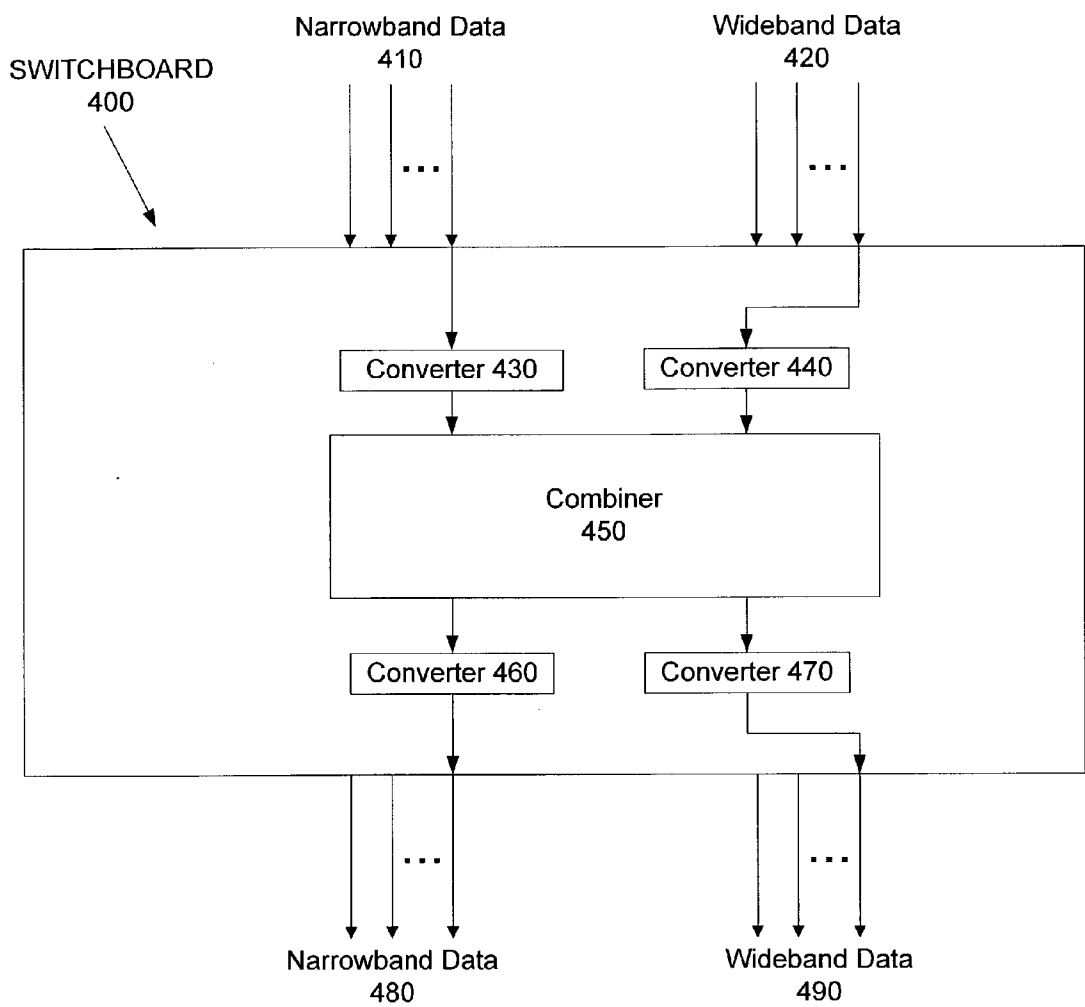 Narrowband Data
410
Wideband Data
420
SWITCHBOARD
400
...
...
Converter 430
Converter 440
Combiner
450
Converter 460
Converter 470
...
...
Narrowband Data
480
Wideband Data
490